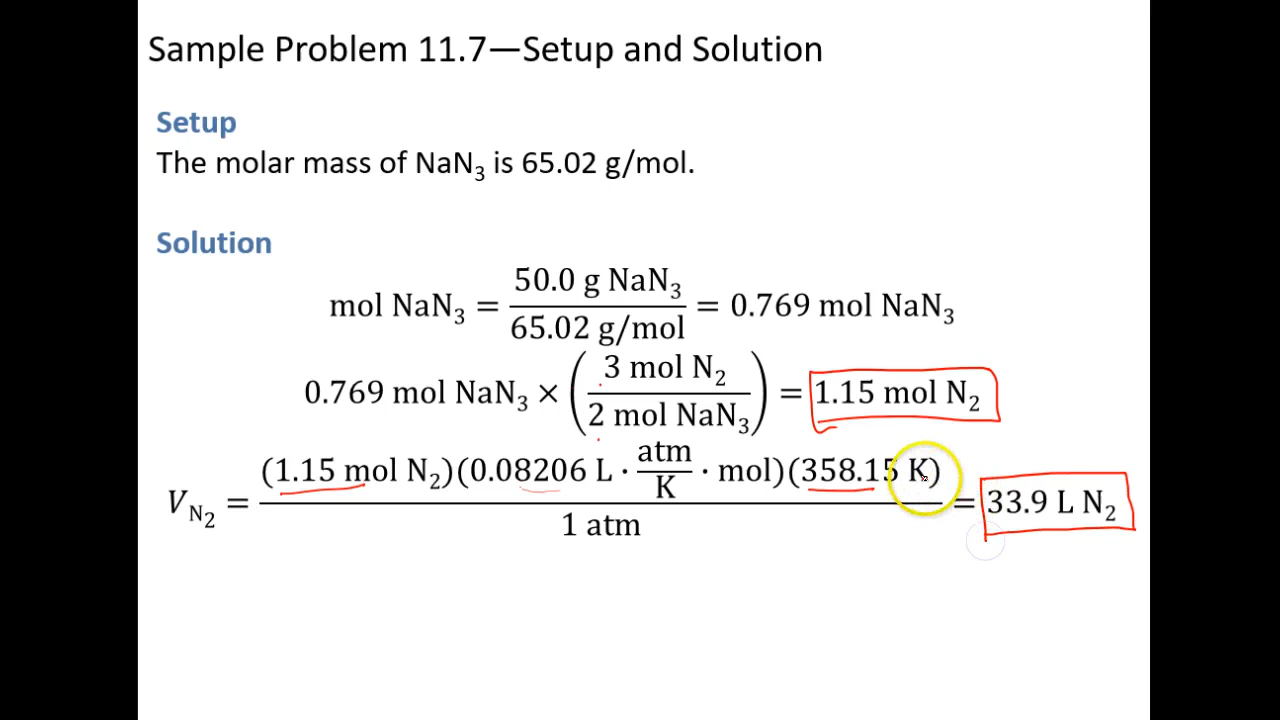 Sample Problem 11.7—Setup and Solution
Setup
The molar mass of NaN₃ is 65.02 g/mol.
Solution
mol NaN₃ = 50.0 g NaN₃ / 65.02 g/mol = 0.769 mol NaN₃
0.769 mol NaN₃ × (3 mol N₂ / 2 mol NaN₃) = 1.15 mol N₂
V_N₂ = (1.15 mol N₂)(0.08206 L · atm/K · mol)(358.15 K) / 1 atm = 33.9 L N₂